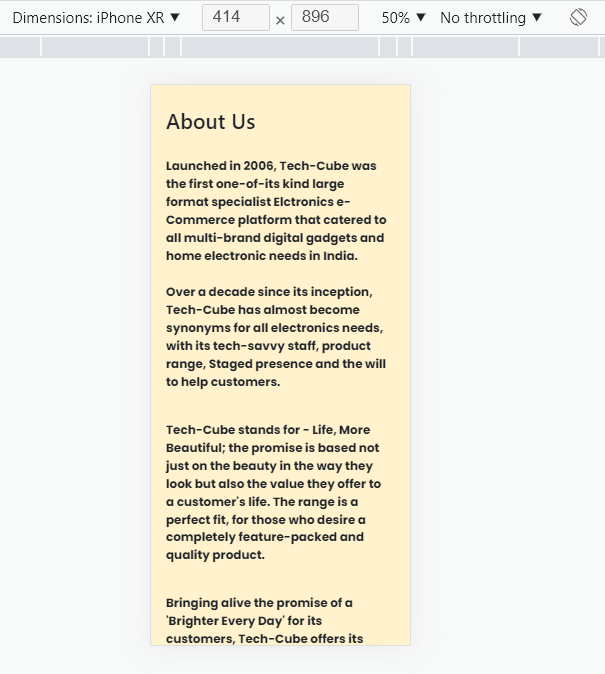 Dimensions: iPhone XR ▼ 414 × 896 50% ▼ No throttling ▼
About Us
Launched in 2006, Tech-Cube was
the first one-of-its kind large
format specialist Elctronics e-
Commerce platform that catered to
all multi-brand digital gadgets and
home electronic needs in India.
Over a decade since its inception,
Tech-Cube has almost become
synonyms for all electronics needs,
with its tech-savvy staff, product
range, Staged presence and the will
to help customers.
Tech-Cube stands for - Life, More
Beautiful; the promise is based not
just on the beauty in the way they
look but also the value they offer to
a customer's life. The range is a
perfect fit, for those who desire a
completely feature-packed and
quality product.
Bringing alive the promise of a
'Brighter Every Day' for its
customers, Tech-Cube offers its